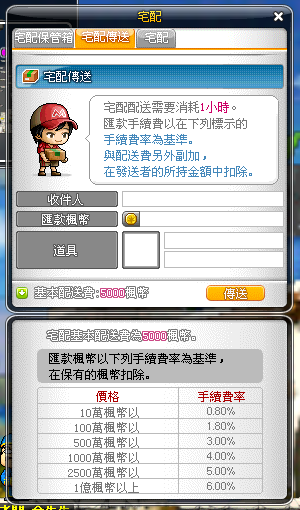 宅配
宅配保管箱 宅配傳送 宅配
宅配傳送
宅配配送需要消耗1小時。
匯款手續費以在下列標示的
手續費率為基準。
與配送費另外副加，
在發送者的所持金額中扣除。
收件人
匯款楓幣
道具
基本配送費:5000楓幣 傳送
宅配基本配送費為5000楓幣。
匯款楓幣以下列手續費率為基準，
在保有的楓幣扣除。
價格 手續費率
10萬楓幣以 0.80%
100萬楓幣以 1.80%
500萬楓幣以 3.00%
1000萬楓幣以 4.00%
2500萬楓幣以 5.00%
1億楓幣以上 6.00%